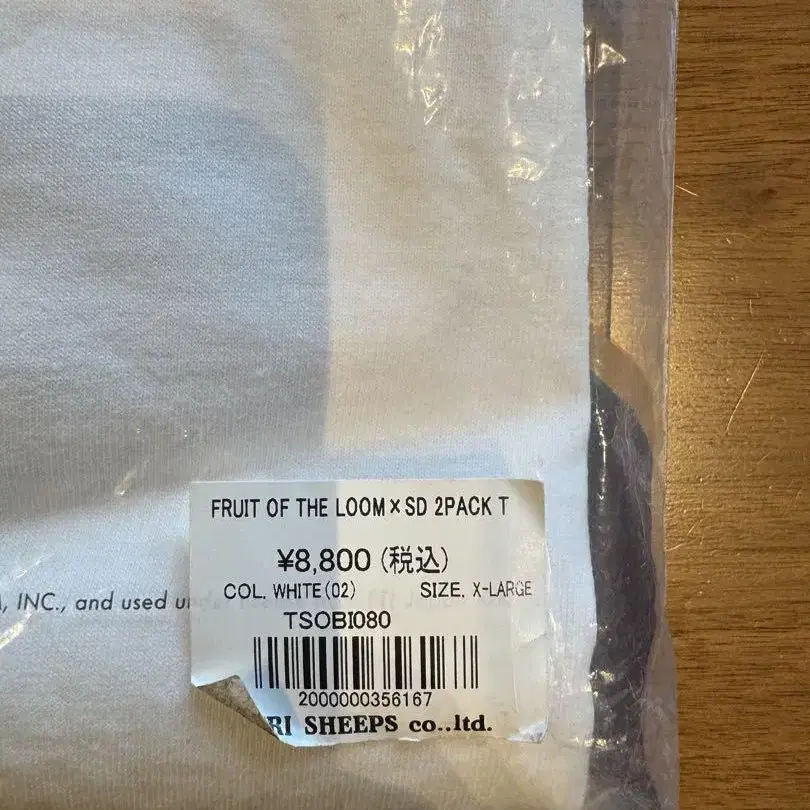 FRUIT OF THE LOOM×SD 2PACK T
¥8,800(税込)
COL. WHITE(02) SIZE. X-LARGE
, INC., and used u
TSOBI080
2000000356167
RI SHEEPS co..ltd.